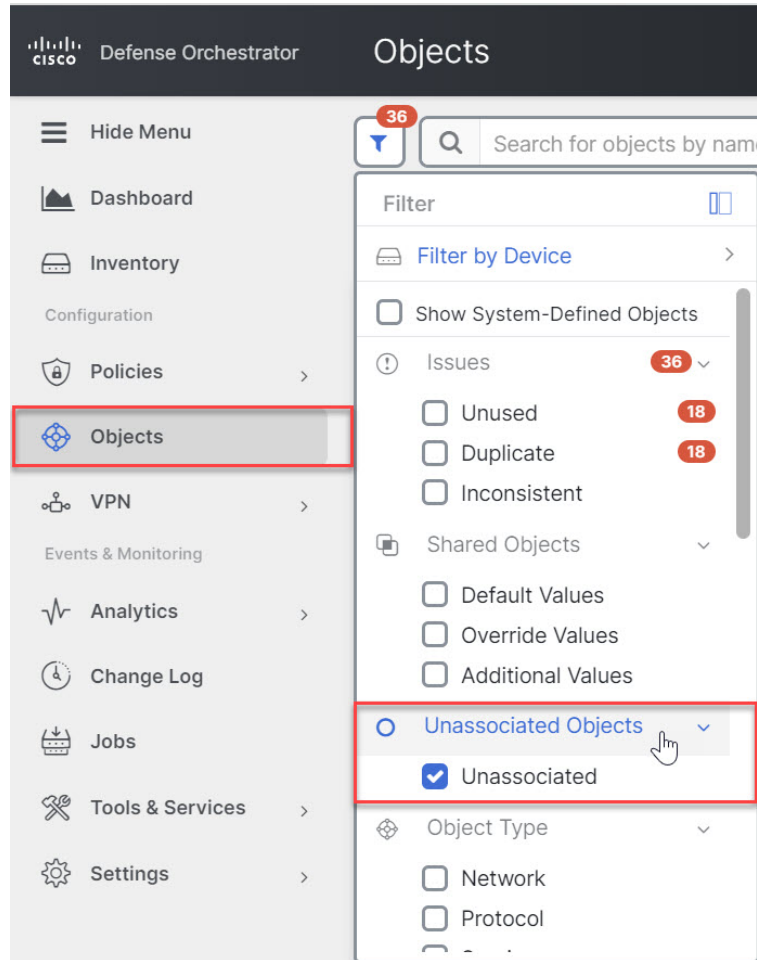 cisco Defense Orchestrator
Objects
Hide Menu
Dashboard
Inventory
Configuration
Policies
Objects
VPN
Events & Monitoring
Analytics
Change Log
Jobs
Tools & Services
Settings
36
Search for objects by nam
Filter
Filter by Device
Show System-Defined Objects
Issues 36
Unused 18
Duplicate 18
Inconsistent
Shared Objects
Default Values
Override Values
Additional Values
Unassociated Objects
Unassociated
Object Type
Network
Protocol